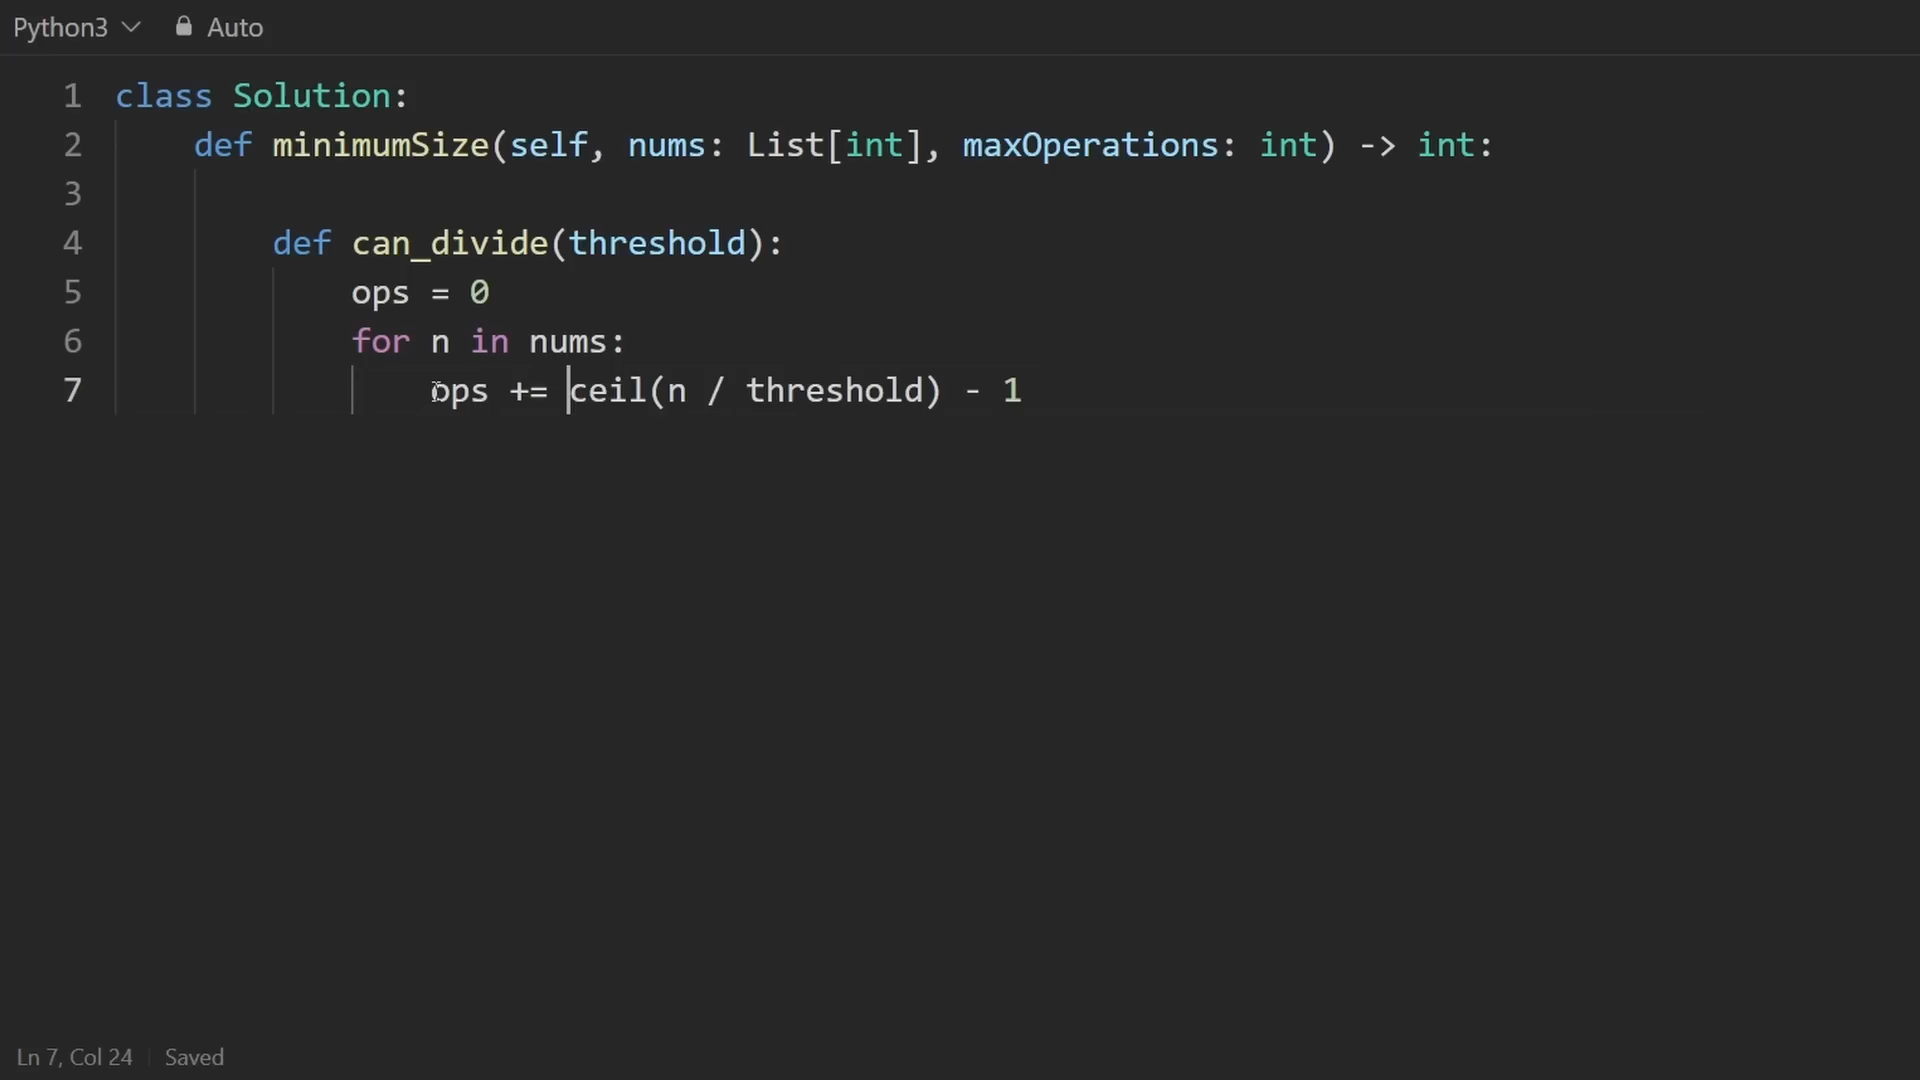 Python3 Auto
1 class Solution:
2 def minimumSize(self, nums: List[int], maxOperations: int) -> int:
3
4 def can_divide(threshold):
5 ops = 0
6 for n in nums:
7 ops += ceil(n / threshold) - 1
Ln 7, Col 24 Saved